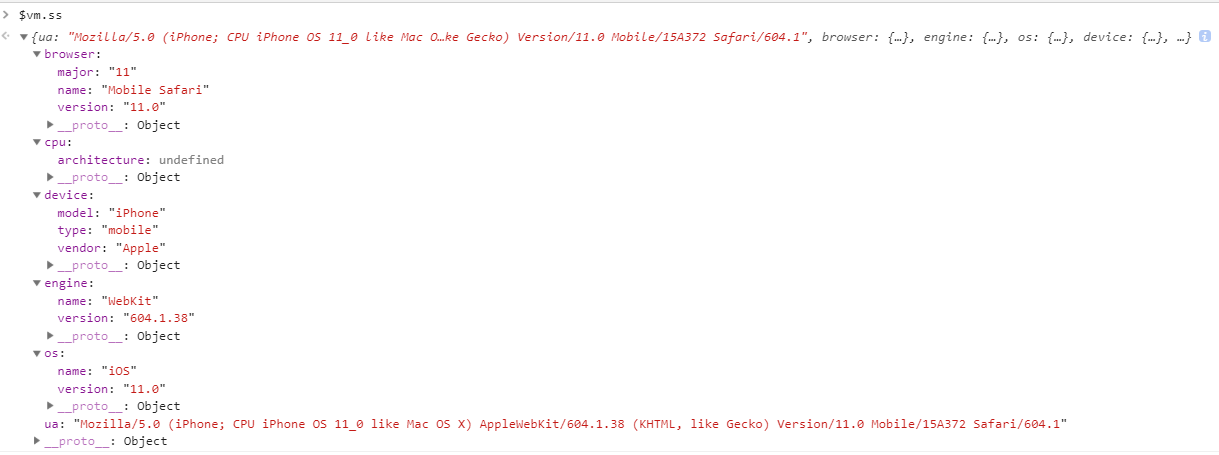 $vm.ss
{ua: "Mozilla/5.0 (iPhone; CPU iPhone OS 11_0 like Mac O…ke Gecko) Version/11.0 Mobile/15A372 Safari/604.1", browser: {…}, engine: {…}, os: {…}, device: {…}, …}
browser:
major: "11"
name: "Mobile Safari"
version: "11.0"
__proto__: Object
cpu:
architecture: undefined
__proto__: Object
device:
model: "iPhone"
type: "mobile"
vendor: "Apple"
__proto__: Object
engine:
name: "WebKit"
version: "604.1.38"
__proto__: Object
os:
name: "iOS"
version: "11.0"
__proto__: Object
ua: "Mozilla/5.0 (iPhone; CPU iPhone OS 11_0 like Mac OS X) AppleWebKit/604.1.38 (KHTML, like Gecko) Version/11.0 Mobile/15A372 Safari/604.1"
__proto__: Object